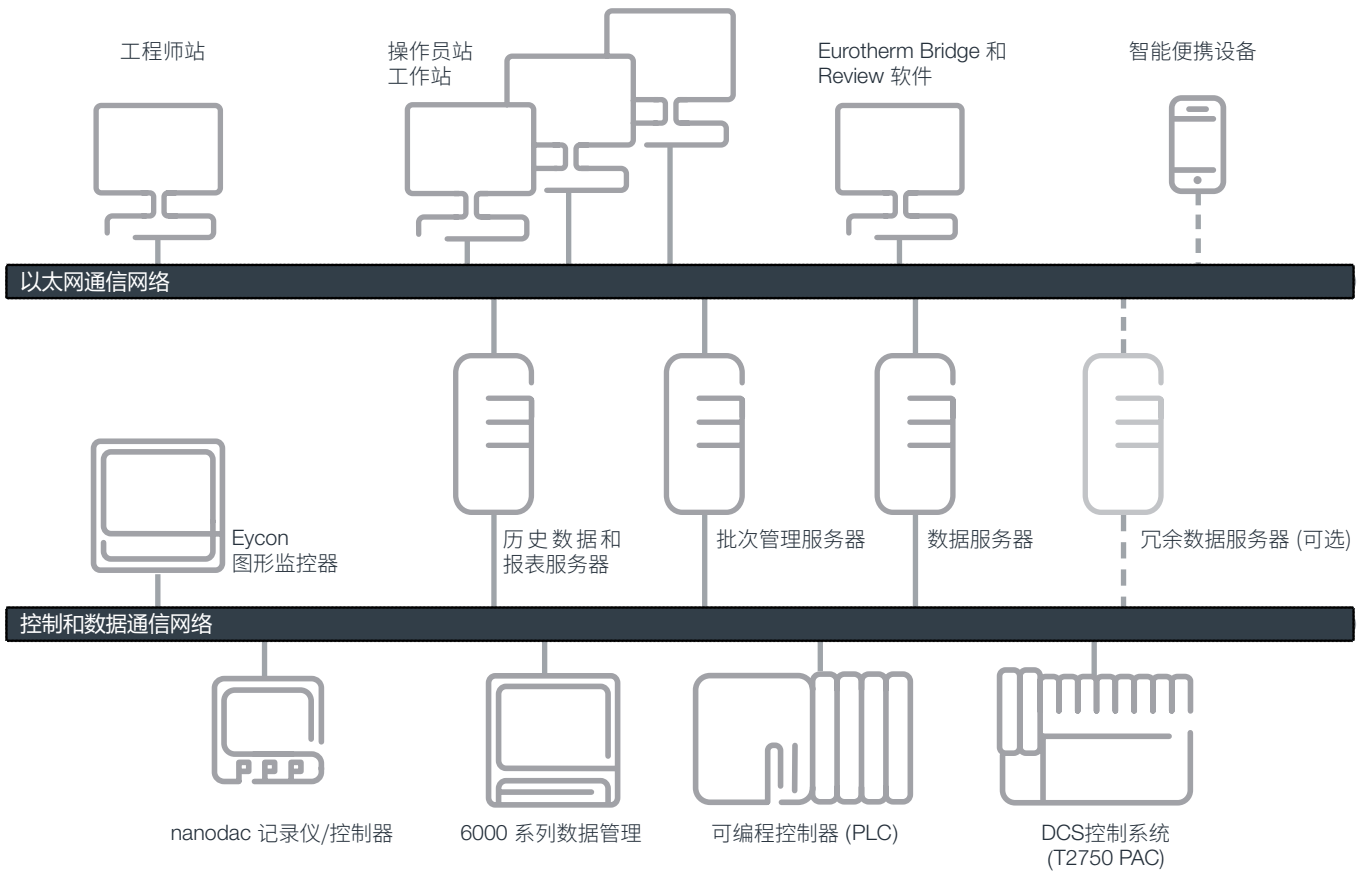 工程师站
操作员站
工作站
Eurotherm Bridge 和
Review 软件
智能便携设备
以太网通信网络
Eycon
图形监控器
历史数据和
报表服务器
批次管理服务器
数据服务器
冗余数据服务器 (可选)
控制和数据通信网络
nanodac 记录仪/控制器
6000 系列数据管理
可编程控制器 (PLC)
DCS控制系统
(T2750 PAC)